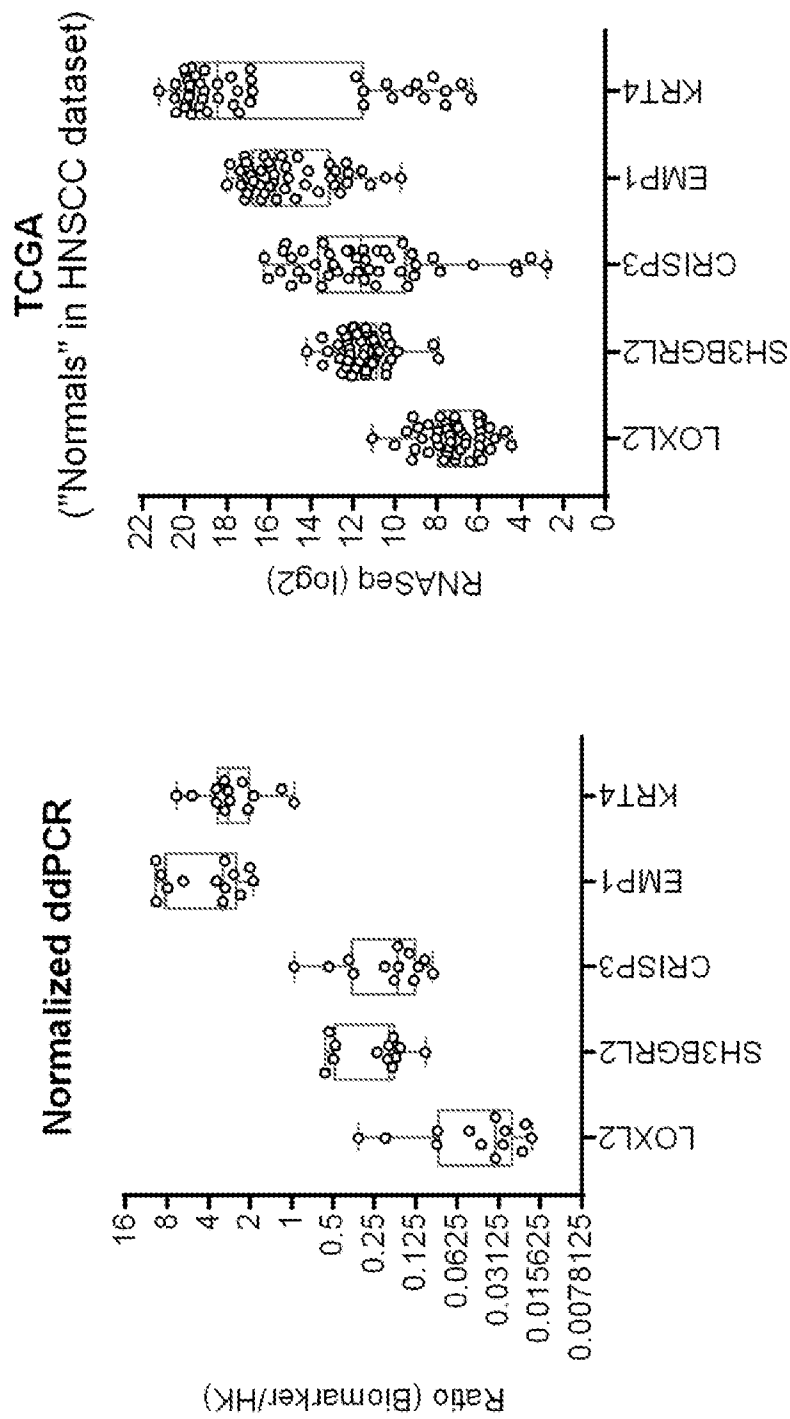 Normalized ddPCR
Ratio (Biomarker/HK)
16
8
4
2
1
0.5
0.25
0.125
0.0625
0.03125
0.015625
0.0078125
LOXL2
SH3BGRL2
CRISP3
EMP1
KRT4
TCGA
("Normals" in HNSCC dataset)
RNASeq (log2)
22
20
18
16
14
12
10
8
6
4
2
0
LOXL2
SH3BGRL2
CRISP3
EMP1
KRT4